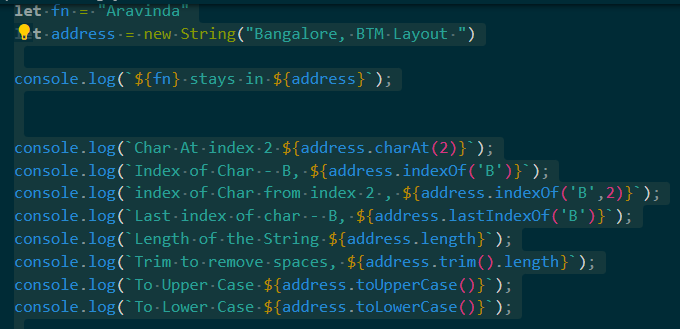 let fn = "Aravinda"
let address = new String("Bangalore, BTM Layout ")
console.log(`${fn} stays in ${address}`);
console.log(`Char At index 2 ${address.charAt(2)}`);
console.log(`Index of Char - B, ${address.indexOf('B')}`);
console.log(`index of Char from index 2 , ${address.indexOf('B',2)}`);
console.log(`Last index of char - B, ${address.lastIndexOf('B')}`);
console.log(`Length of the String ${address.length}`);
console.log(`Trim to remove spaces, ${address.trim().length}`);
console.log(`To Upper Case ${address.toUpperCase()}`);
console.log(`To Lower Case ${address.toLowerCase()}`);